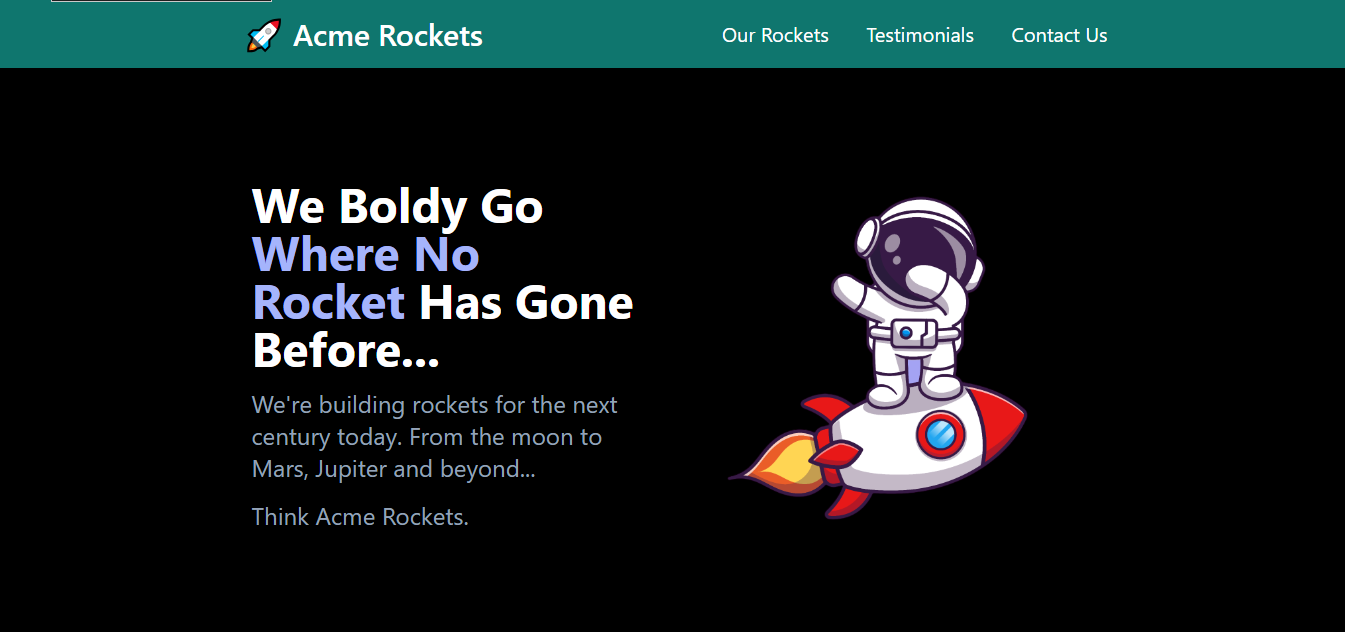 🚀 Acme Rockets
Our Rockets
Testimonials
Contact Us
We Boldy Go
Where No
Rocket Has Gone
Before...
We're building rockets for the next
century today. From the moon to
Mars, Jupiter and beyond...
Think Acme Rockets.